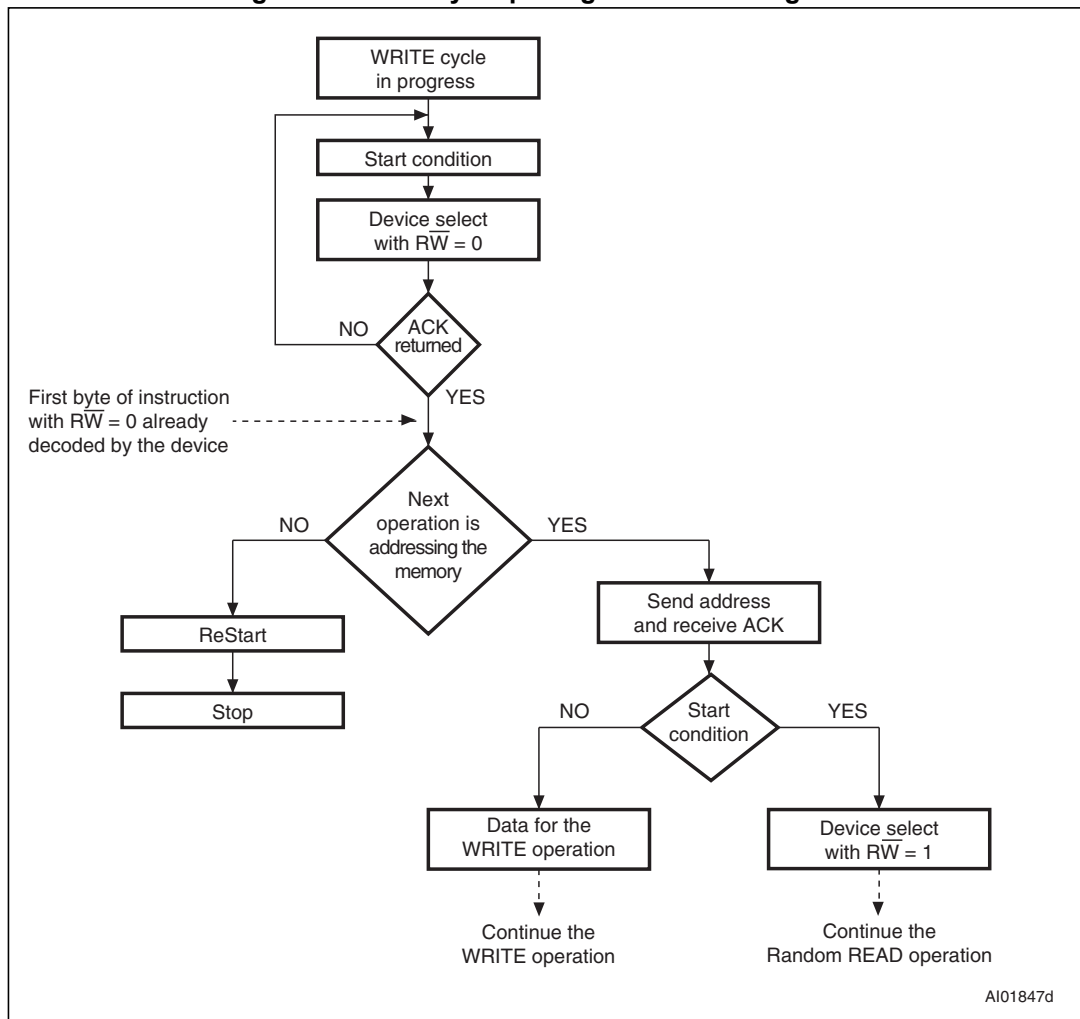 WRITE cycle
in progress
Start condition
Device select
with RW̅ = 0
NO
ACK
returned
YES
First byte of instruction
with RW̅ = 0 already
decoded by the device
Next
operation is
addressing the
memory
NO
YES
ReStart
Stop
Send address
and receive ACK
NO
Start
condition
YES
Data for the
WRITE operation
Device select
with RW̅ = 1
Continue the
WRITE operation
Continue the
Random READ operation
AI01847d